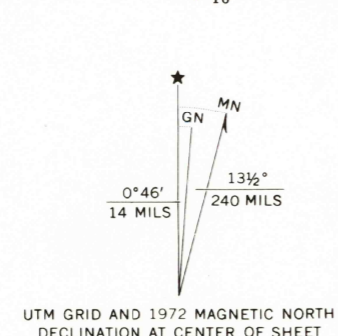 MN
GN
0°46′
14 MILS
13½°
240 MILS
UTM GRID AND 1972 MAGNETIC NORTH
DECLINATION AT CENTER OF SHEET